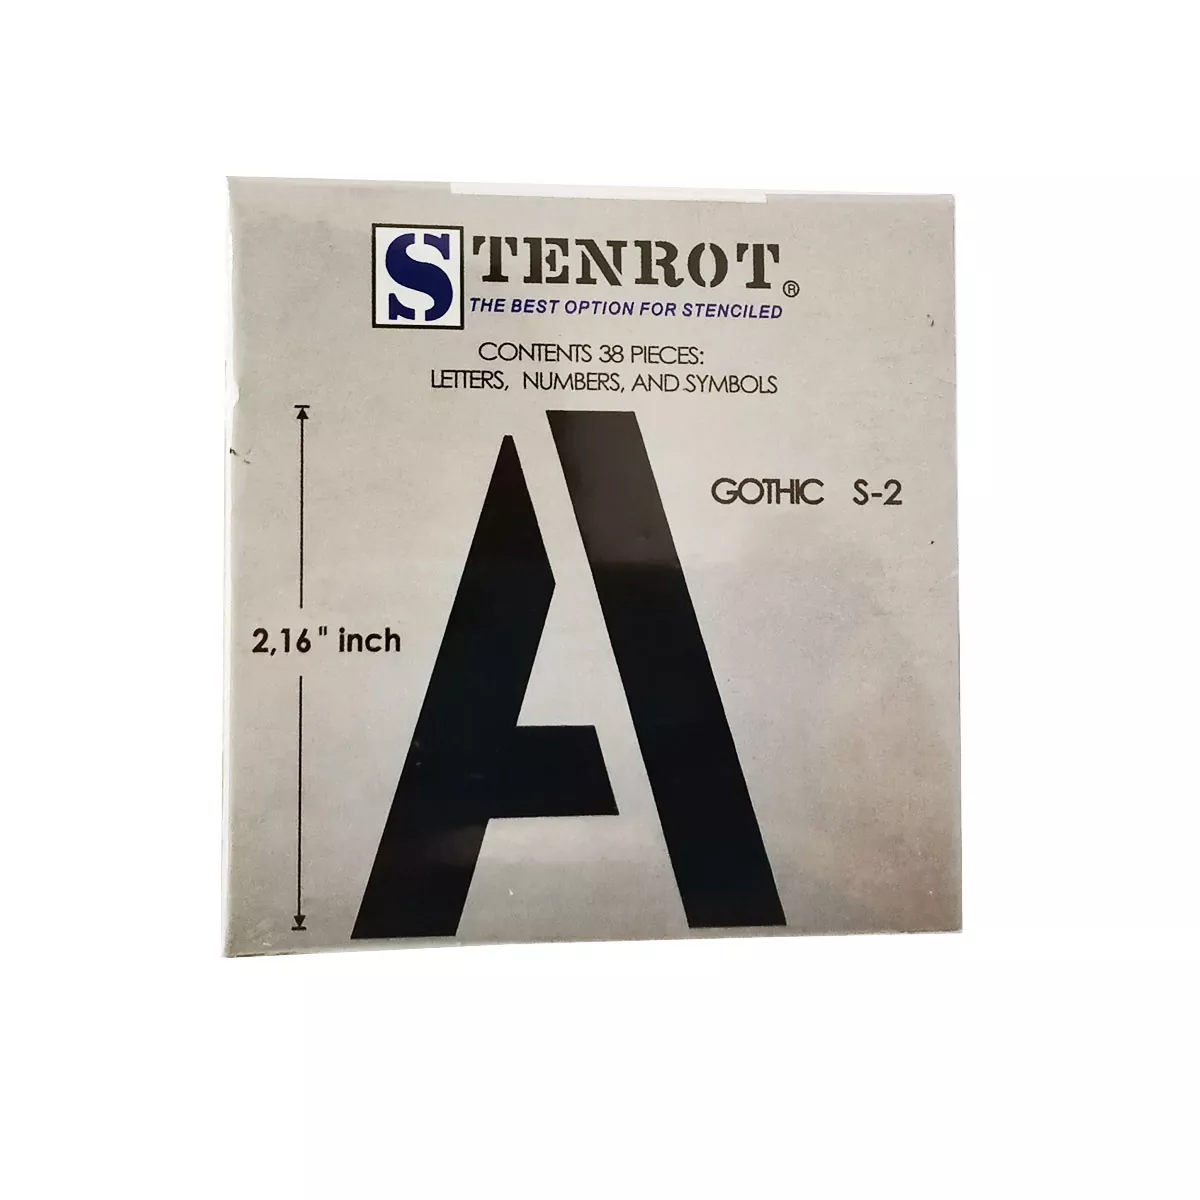 STENROT®
THE BEST OPTION FOR STENCILED
CONTENTS 38 PIECES:
LETTERS, NUMBERS, AND SYMBOLS
GOTHIC S-2
A
2,16" inch